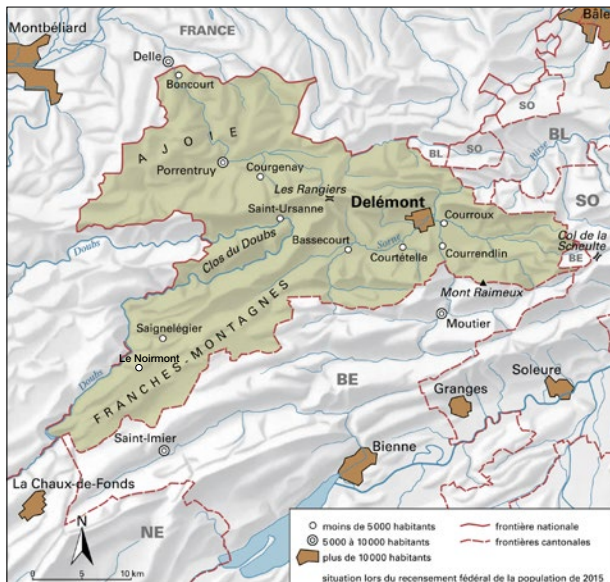 Montbéliard
FRANCE
Bâle
Delle
Boncourt
SO
AJOIE
BL
Porrentruy
Courgenay
BL
SO
Birse
Les Rangiers
SO
Delémont
Saint-Ursanne
Courroux
Col de la
Scheulte
Doubs
Clos du Doubs
Bassecourt
Sorne
Courtételle
Courrendlin
BE
Mont Raimeux
FRANCHES-MONTAGNES
Saignelégier
Moutier
Le Noirmont
Doubs
BE
Granges
Soleure
Saint-Imier
Bienne
La Chaux-de-Fonds
N
NE
0 5 10 km
moins de 5000 habitants
5000 à 10000 habitants
plus de 10000 habitants
frontière nationale
frontières cantonales
situation lors du recensement fédéral de la population de 2016